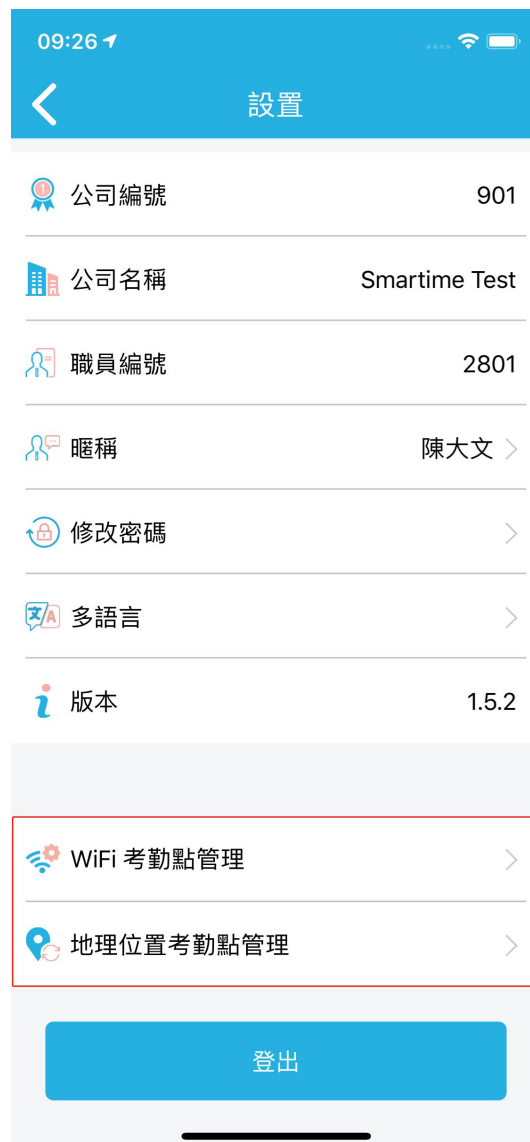 09:26
設置
公司編號 901
公司名稱 Smartime Test
職員編號 2801
暱稱 陳大文
修改密碼
文/A 多語言
版本 1.5.2
WiFi 考勤點管理
地理位置考勤點管理
登出